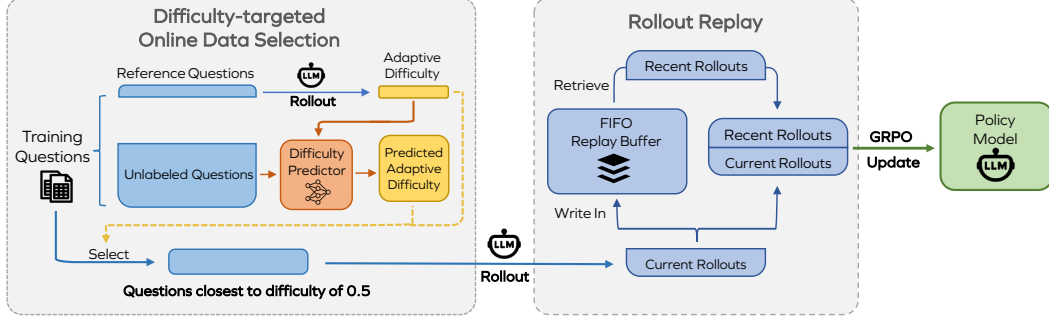 Difficulty-targeted
Online Data Selection
Reference Questions
LLM
Rollout
Adaptive
Difficulty
Training
Questions
Unlabeled Questions
Difficulty
Predictor
Predicted
Adaptive
Difficulty
Select
Questions closest to difficulty of 0.5
LLM
Rollout
Rollout Replay
Recent Rollouts
Retrieve
FIFO
Replay Buffer
Recent Rollouts
Current Rollouts
Write In
Current Rollouts
GRPO
Update
Policy
Model
LLM